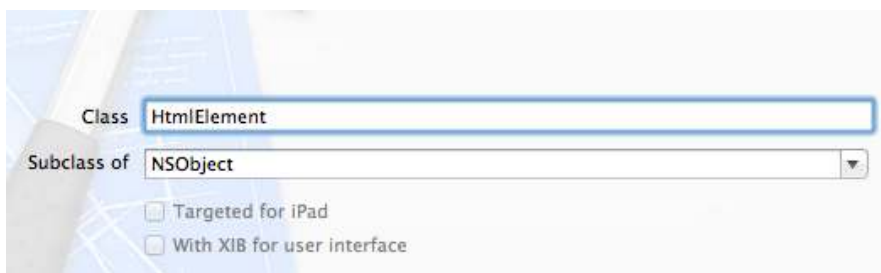 Class HtmlElement
Subclass of NSObject
Targeted for iPad
With XIB for user interface